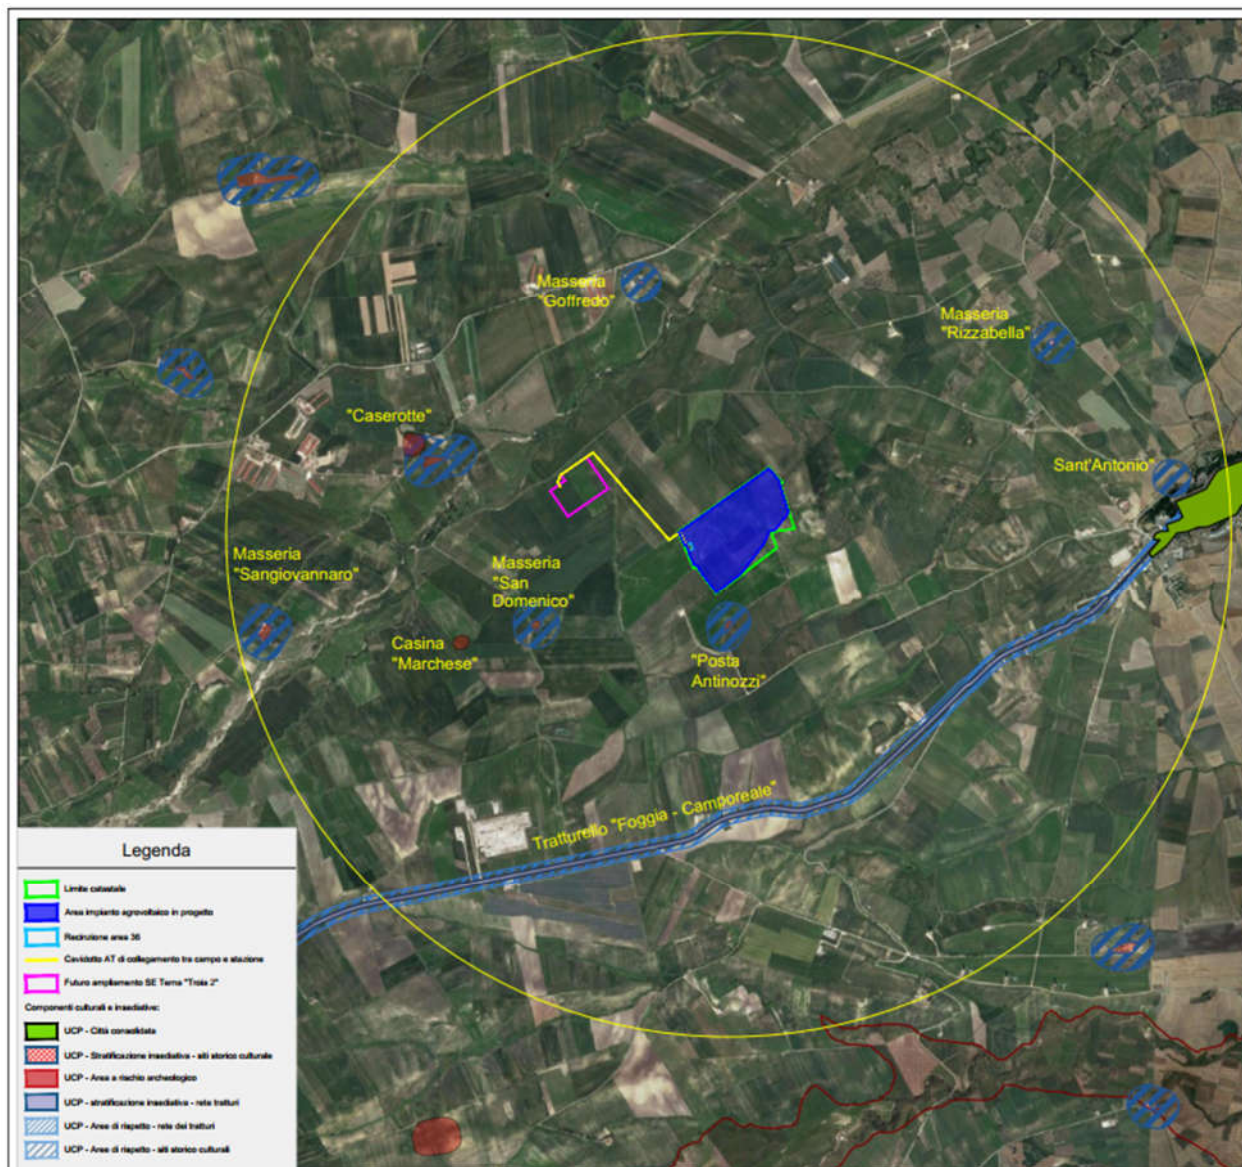 Masseria
"Goffredo"
Masseria
"Rizzabella"
"Caserotte"
Sant'Antonio"
Masseria
"Sangiovannaro"
Masseria
"San
Domenico"
Casina
"Marchese"
"Posta
Antinozzi"
Tratturello "Foggia - Camporeale"
Legenda
Limite catastale
Area impianto agrovoltaico in progetto
Recinzione area 36
Cavidotto AT di collegamento tra campo e stazione
Futuro ampliamento SE Terna "Troia 2"
Componenti culturali e insediative:
UCP - Città consolidata
UCP - Stratificazione insediativa - siti storico culturale
UCP - Area a rischio archeologico
UCP - stratificazione insediativa - rete tratturi
UCP - Aree di rispetto - rete dei tratturi
UCP - Aree di rispetto - siti storico culturali